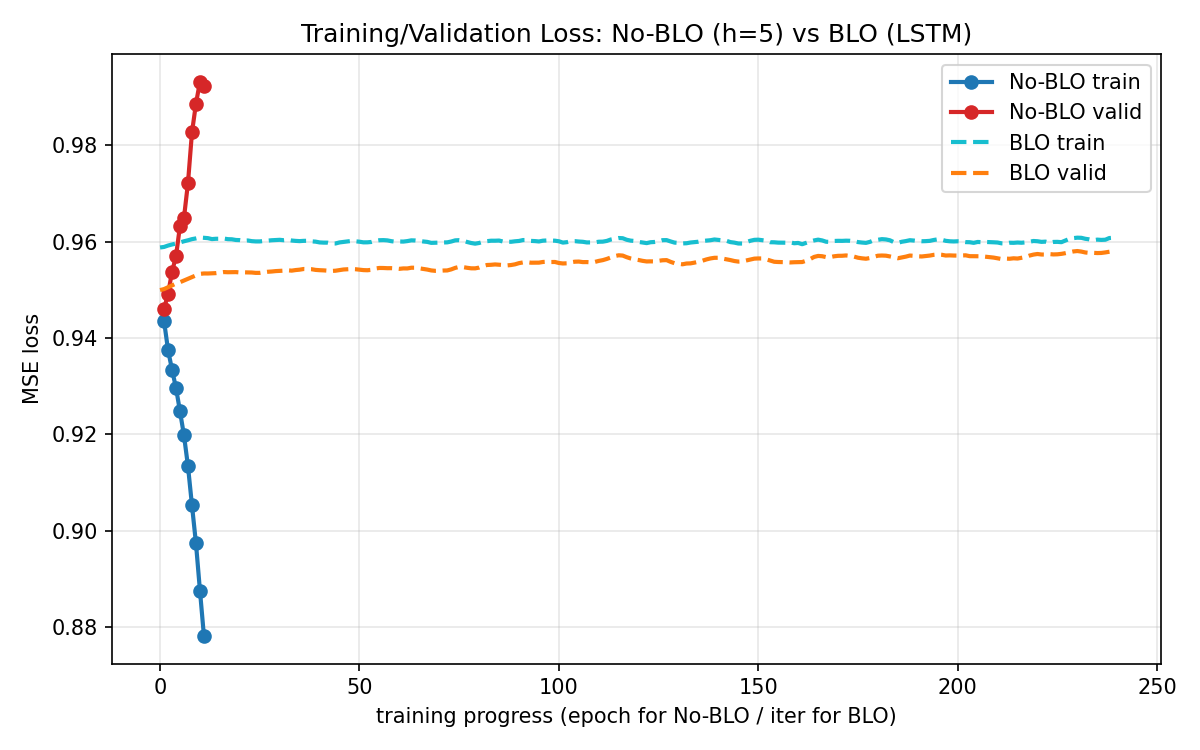 Training/Validation Loss: No-BLO (h=5) vs BLO (LSTM)
No-BLO train
No-BLO valid
BLO train
BLO valid
MSE loss
0.98
0.96
0.94
0.92
0.90
0.88
0 50 100 150 200 250
training progress (epoch for No-BLO / iter for BLO)